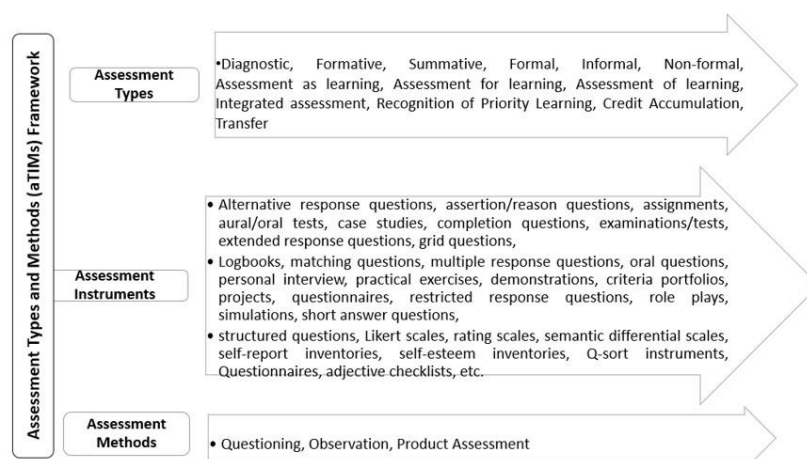 Assessment Types and Methods (aTIMs) Framework
Assessment
Types
•Diagnostic, Formative, Summative, Formal, Informal, Non-formal,
Assessment as learning, Assessment for learning, Assessment of learning,
Integrated assessment, Recognition of Priority Learning, Credit Accumulation,
Transfer
Assessment
Instruments
• Alternative response questions, assertion/reason questions, assignments,
aural/oral tests, case studies, completion questions, examinations/tests,
extended response questions, grid questions,
• Logbooks, matching questions, multiple response questions, oral questions,
personal interview, practical exercises, demonstrations, criteria portfolios,
projects, questionnaires, restricted response questions, role plays,
simulations, short answer questions,
• structured questions, Likert scales, rating scales, semantic differential scales,
self-report inventories, self-esteem inventories, Q-sort instruments,
Questionnaires, adjective checklists, etc.
Assessment
Methods
• Questioning, Observation, Product Assessment